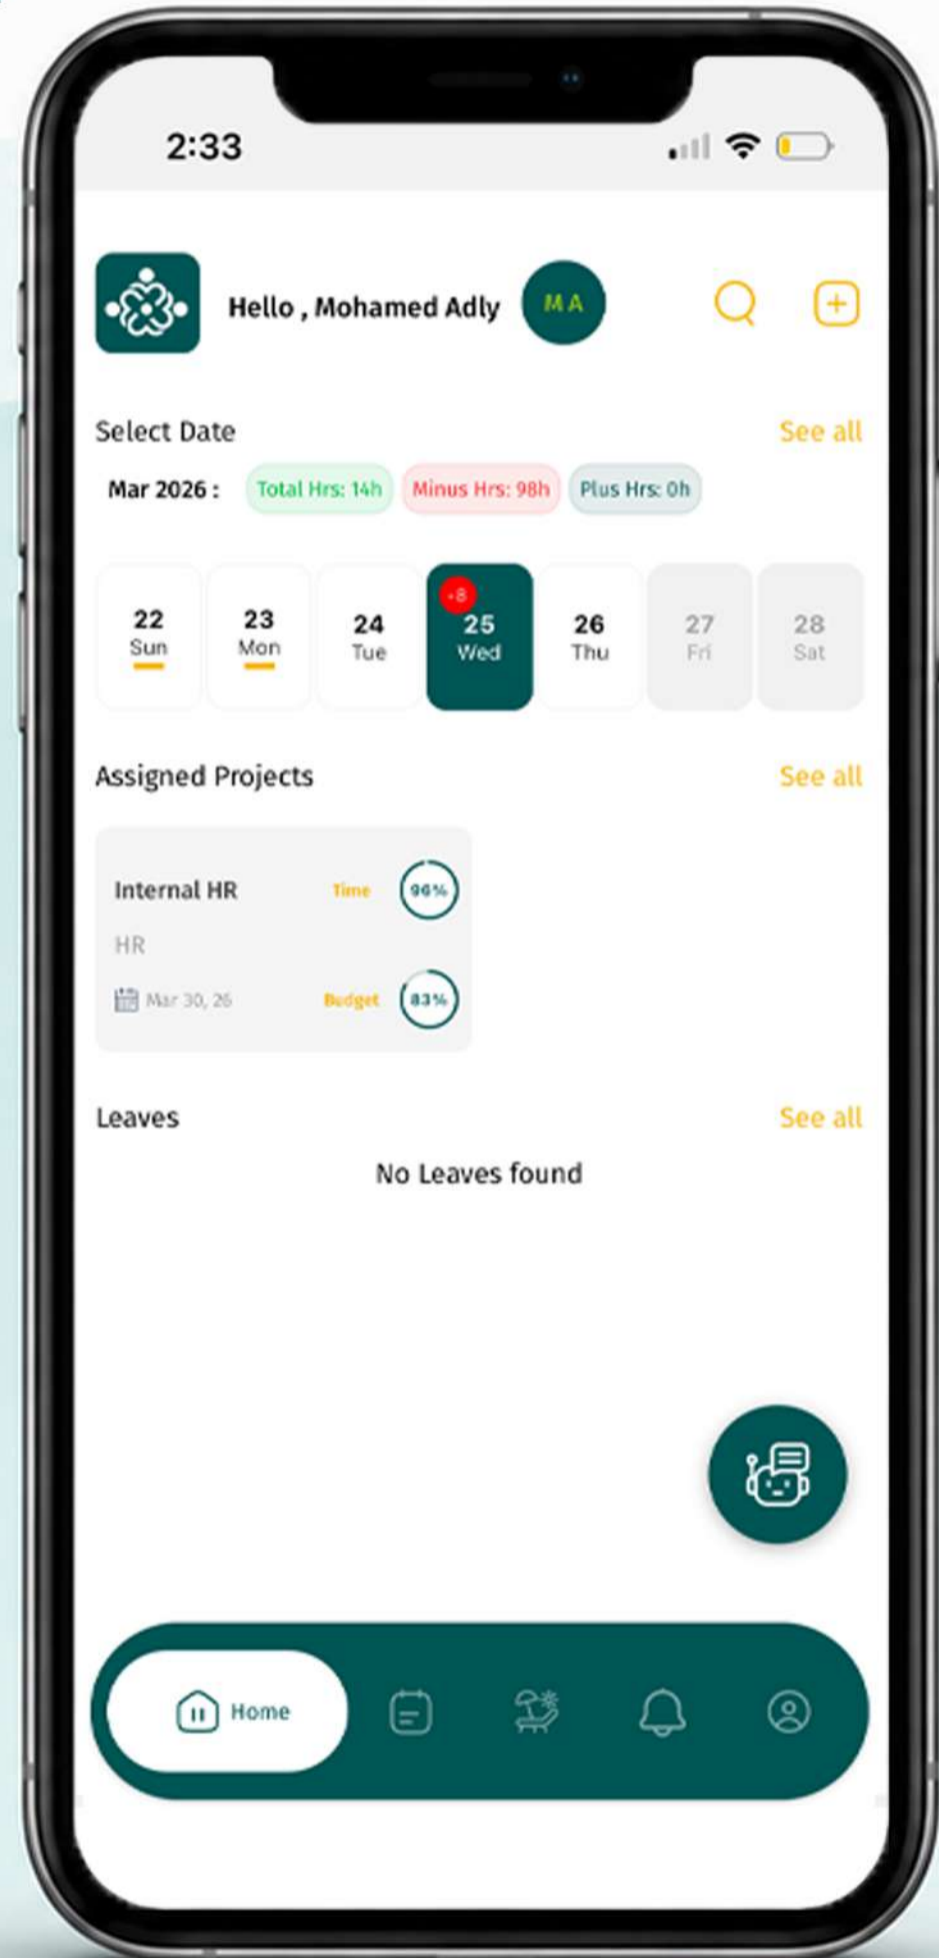 2:33
Hello , Mohamed Adly
MA
Select Date
See all
Mar 2026 :
Total Hrs: 14h
Minus Hrs: 98h
Plus Hrs: 0h
22
Sun
23
Mon
24
Tue
25
Wed
26
Thu
27
Fri
28
Sat
Assigned Projects
See all
Internal HR
Time
96%
HR
Mar 30, 26
Budget
83%
Leaves
See all
No Leaves found
Home